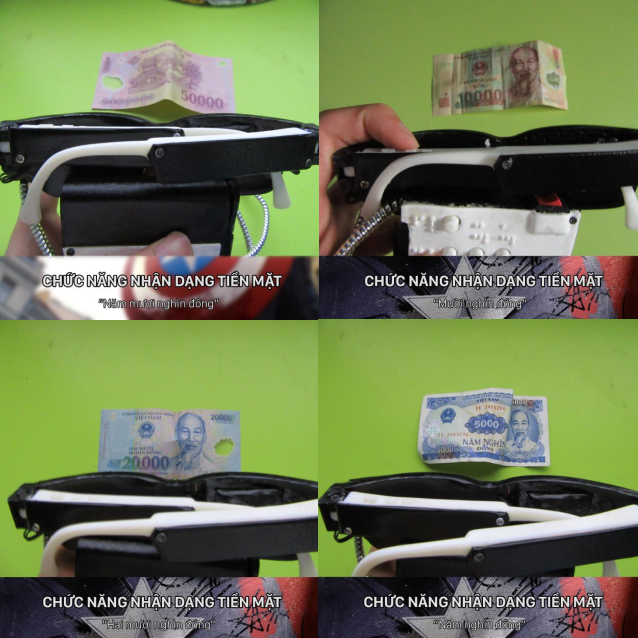 50000
CHỨC NĂNG NHẬN DẠNG TIỀN MẶT
"Năm mươi nghìn đồng"
10.000
CHỨC NĂNG NHẬN DẠNG TIỀN MẶT
"Mười nghìn đồng"
20000
20.000
CHỨC NĂNG NHẬN DẠNG TIỀN MẶT
"Hai mươi nghìn đồng"
5000
NĂM NGHÌN
ĐỒNG
CHỨC NĂNG NHẬN DẠNG TIỀN MẶT
"Năm nghìn đồng"